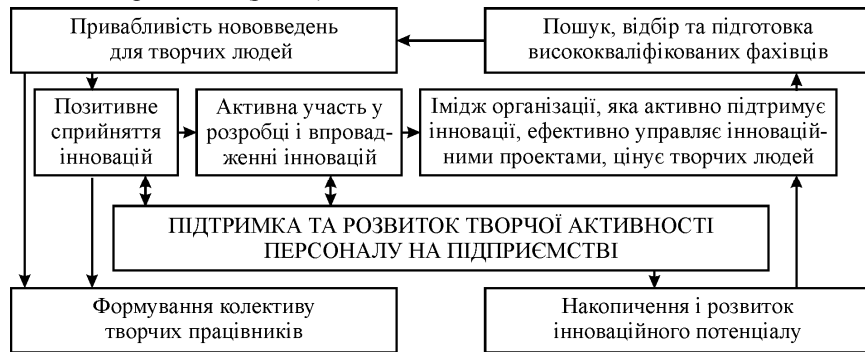 Привабливість нововведень
для творчих людей
Пошук, відбір та підготовка
висококваліфікованих фахівців
Позитивне
сприйняття
інновацій
Активна участь у
розробці і впровад-
женні інновацій
Імідж організації, яка активно підтримує
інновації, ефективно управляє інновацій-
ними проектами, цінує творчих людей
ПІДТРИМКА ТА РОЗВИТОК ТВОРЧОЇ АКТИВНОСТІ
ПЕРСОНАЛУ НА ПІДПРИЄМСТВІ
Формування колективу
творчих працівників
Накопичення і розвиток
інноваційного потенціалу